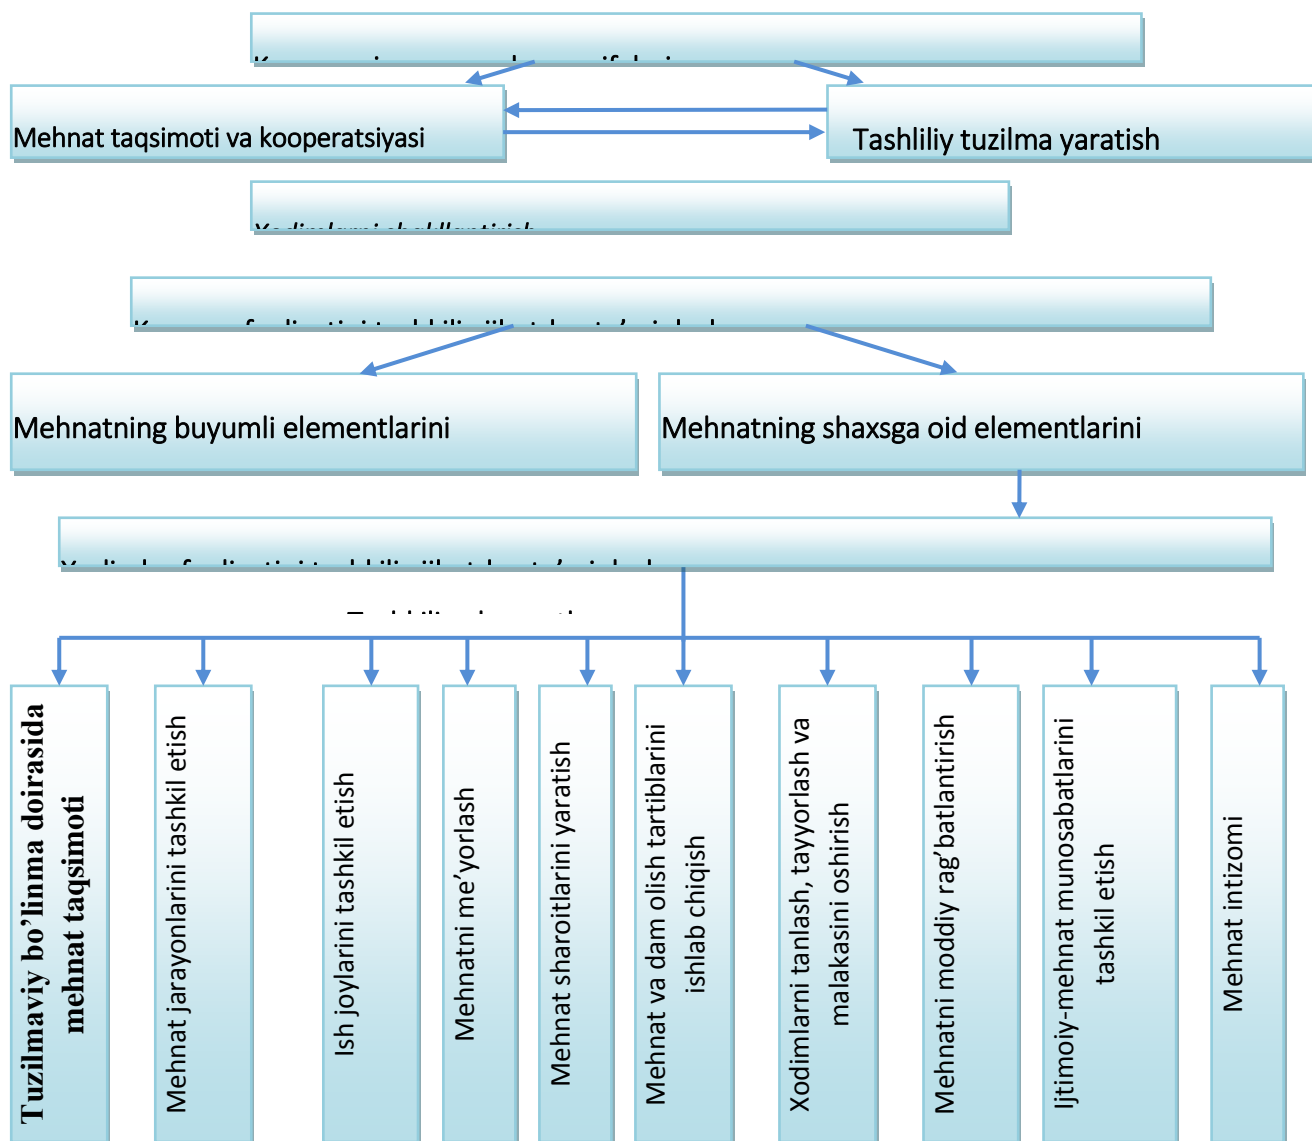 Mehnat taqsimoti va kooperatsiyasi
Tashliliy tuzilma yaratish
Xodimlarni shakllantirish
Mehnatning buyumli elementlarini
Mehnatning shaxsga oid elementlarini
Tuzilmaviy bo’linma doirasida
mehnat taqsimoti
Mehnat jarayonlarini tashkil etish
Ish joylarini tashkil etish
Mehnatni me’yorlash
Mehnat sharoitlarini yaratish
Mehnat va dam olish tartiblarini
ishlab chiqish
Xodimlarni tanlash, tayyorlash va
malakasini oshirish
Mehnatni moddiy rag’batlantirish
Ijtimoiy-mehnat munosabatlarini
tashkil etish
Mehnat intizomi